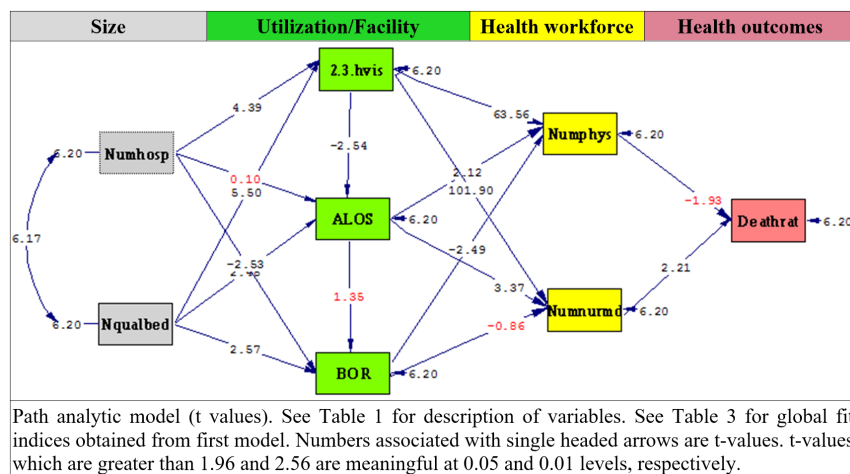 Size Utilization/Facility Health workforce Health outcomes
2.3.hvis
6.20
4.39
63.56
Numphys
6.20
-2.54
6.20
Numhosp
0.10
5.50
2.12
101.90
-1.93
ALOS
6.20
Deathrat
6.20
6.17
-2.49
-2.53
3.37
2.21
1.35
6.20
Nqualbed
Numnurmd
6.20
-0.86
2.57
BOR
6.20
Path analytic model (t values). See Table 1 for description of variables. See Table 3 for global fit
indices obtained from first model. Numbers associated with single headed arrows are t-values. t-values
which are greater than 1.96 and 2.56 are meaningful at 0.05 and 0.01 levels, respectively.